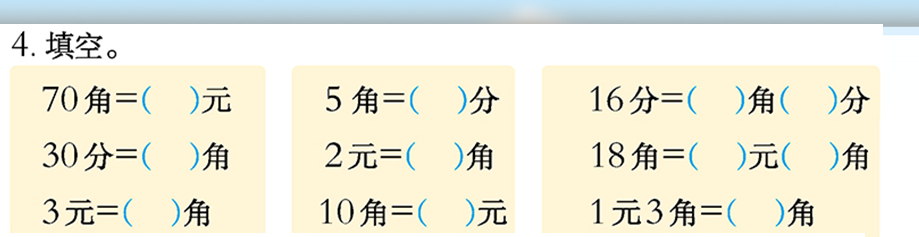 4. 填空。
70角=( )元 5角=( )分 16分=( )角( )分
30分=( )角 2元=( )角 18角=( )元( )角
3元=( )角 10角=( )元 1元3角=( )角